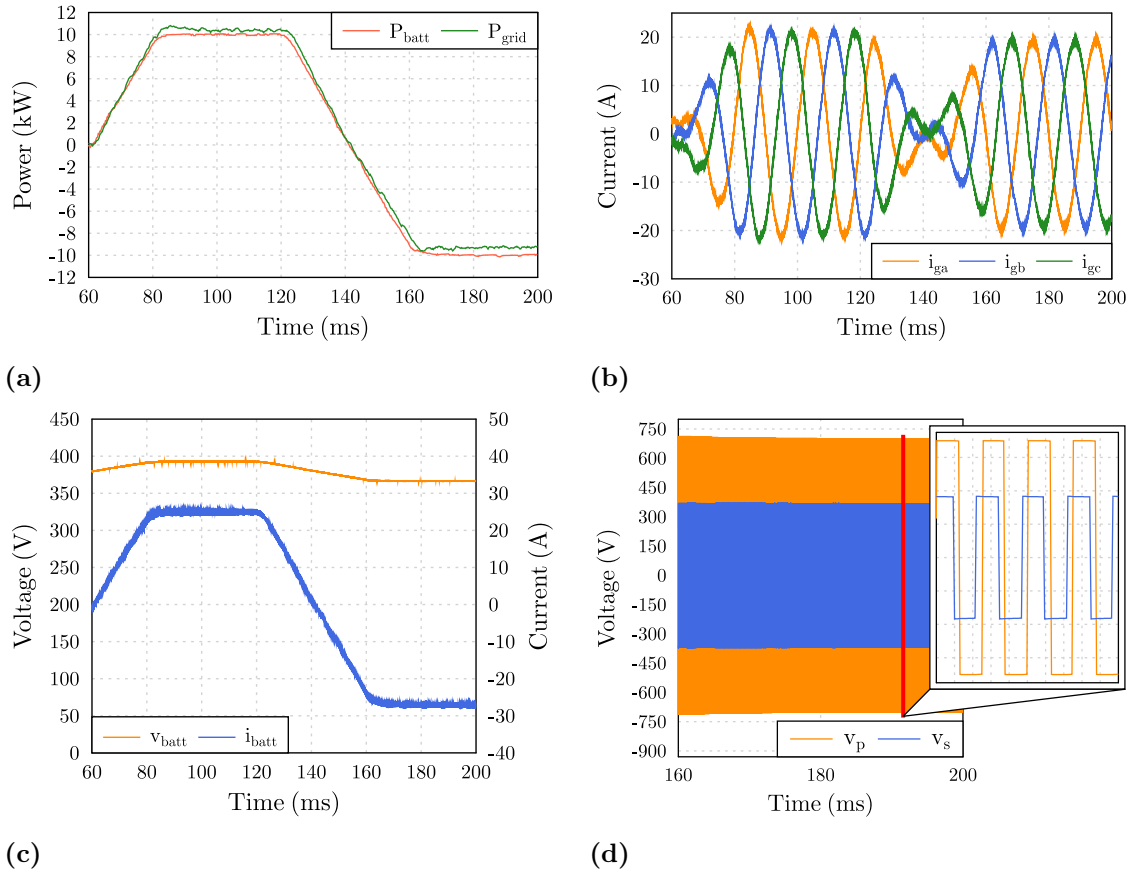 12
10
8
6
4
2
0
-2
-4
-6
-8
-10
-12
Power (kW)
P_batt P_grid
60 80 100 120 140 160 180 200
Time (ms)
(a)
20
10
0
-10
-20
-30
Current (A)
i_ga i_gb i_gc
60 80 100 120 140 160 180 200
Time (ms)
(b)
450
400
350
300
250
200
150
100
50
0
Voltage (V)
50
40
30
20
10
0
-10
-20
-30
-40
Current (A)
v_batt i_batt
60 80 100 120 140 160 180 200
Time (ms)
(c)
750
600
450
300
150
0
-150
-300
-450
-600
-750
-900
Voltage (V)
v_p v_s
160 180 200
Time (ms)
(d)